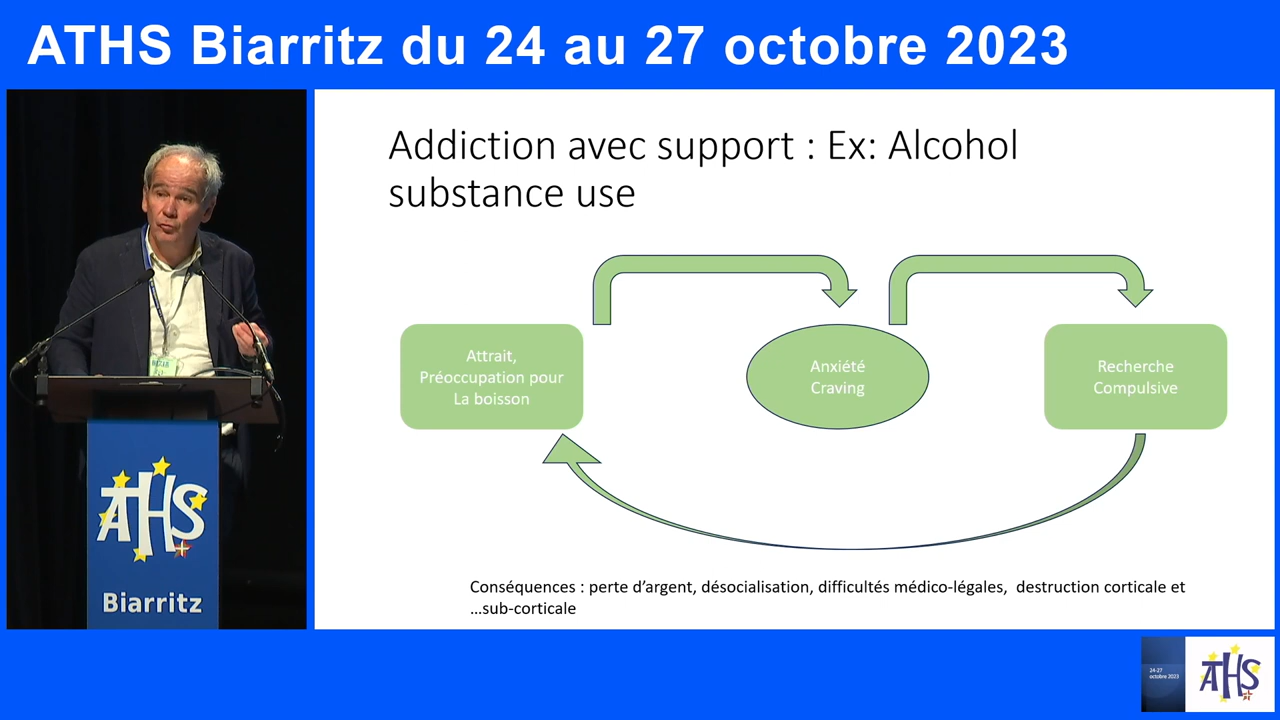 ATHS Biarritz du 24 au 27 octobre 2023
Addiction avec support : Ex: Alcohol
substance use
Attrait,
Préoccupation pour
La boisson
Anxiété
Craving
Recherche
Compulsive
Conséquences : perte d’argent, désocialisation, difficultés médico-légales, destruction corticale et
…sub-corticale
ATHS
Biarritz
24-27
octobre 2023
ATHS